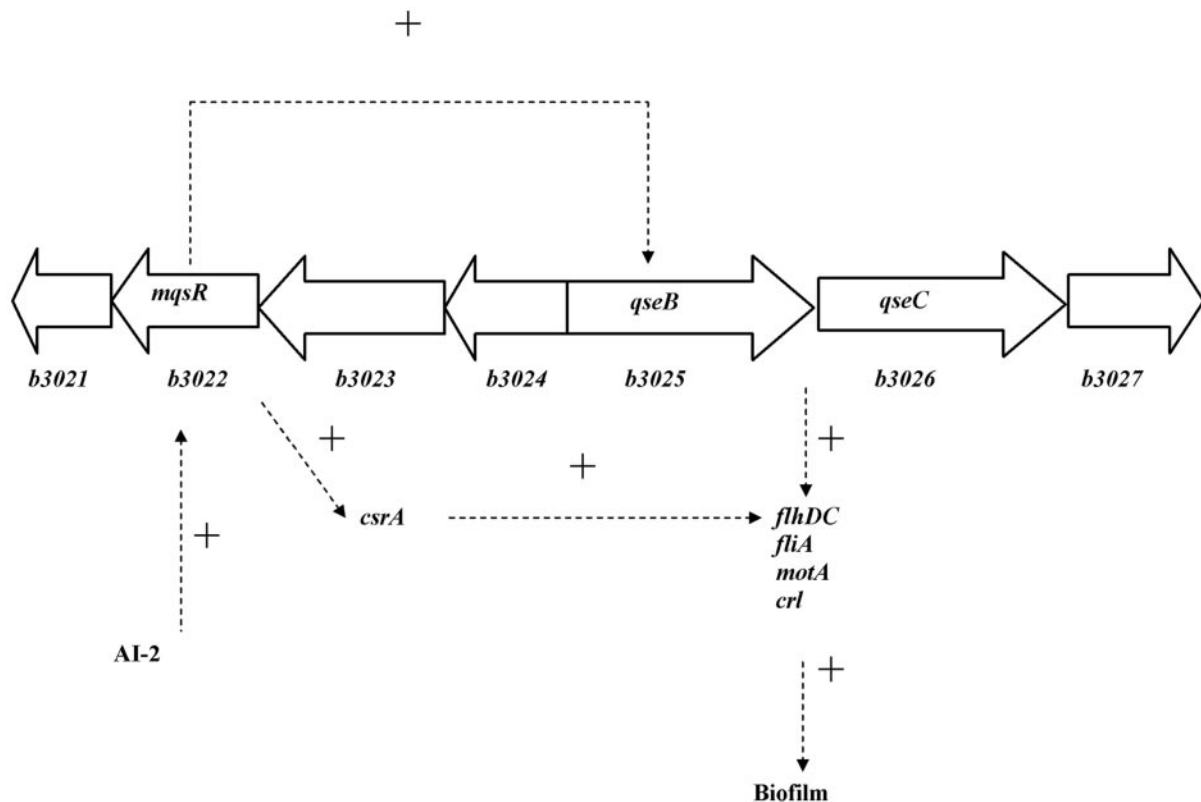 +
mqsR qseB qseC
b3021 b3022 b3023 b3024 b3025 b3026 b3027
+ +
+
csrA flhDC
+ fliA
motA
crl
AI-2
+
Biofilm